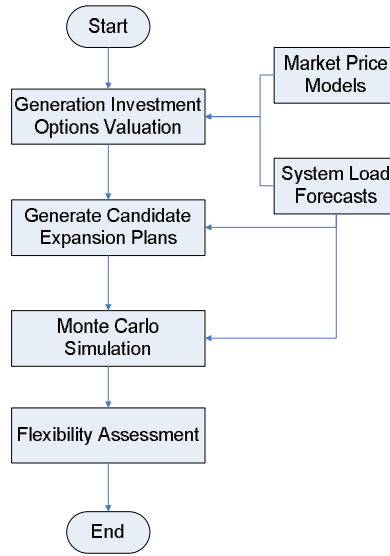 Start
Market Price
Models
Generation Investment
Options Valuation
System Load
Forecasts
Generate Candidate
Expansion Plans
Monte Carlo
Simulation
Flexibility Assessment
End